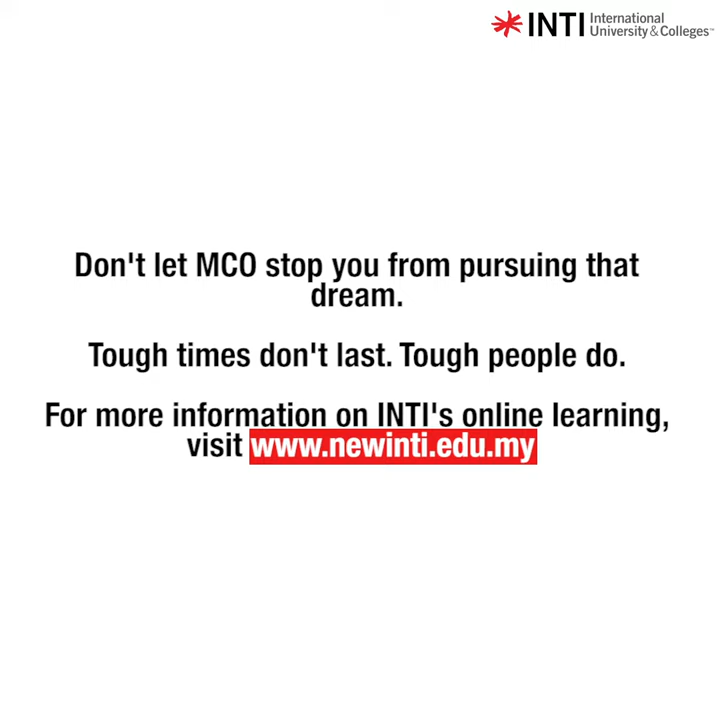 INTI International
University & Colleges™
Don't let MCO stop you from pursuing that
dream.
Tough times don't last. Tough people do.
For more information on INTI's online learning,
visit www.newinti.edu.my